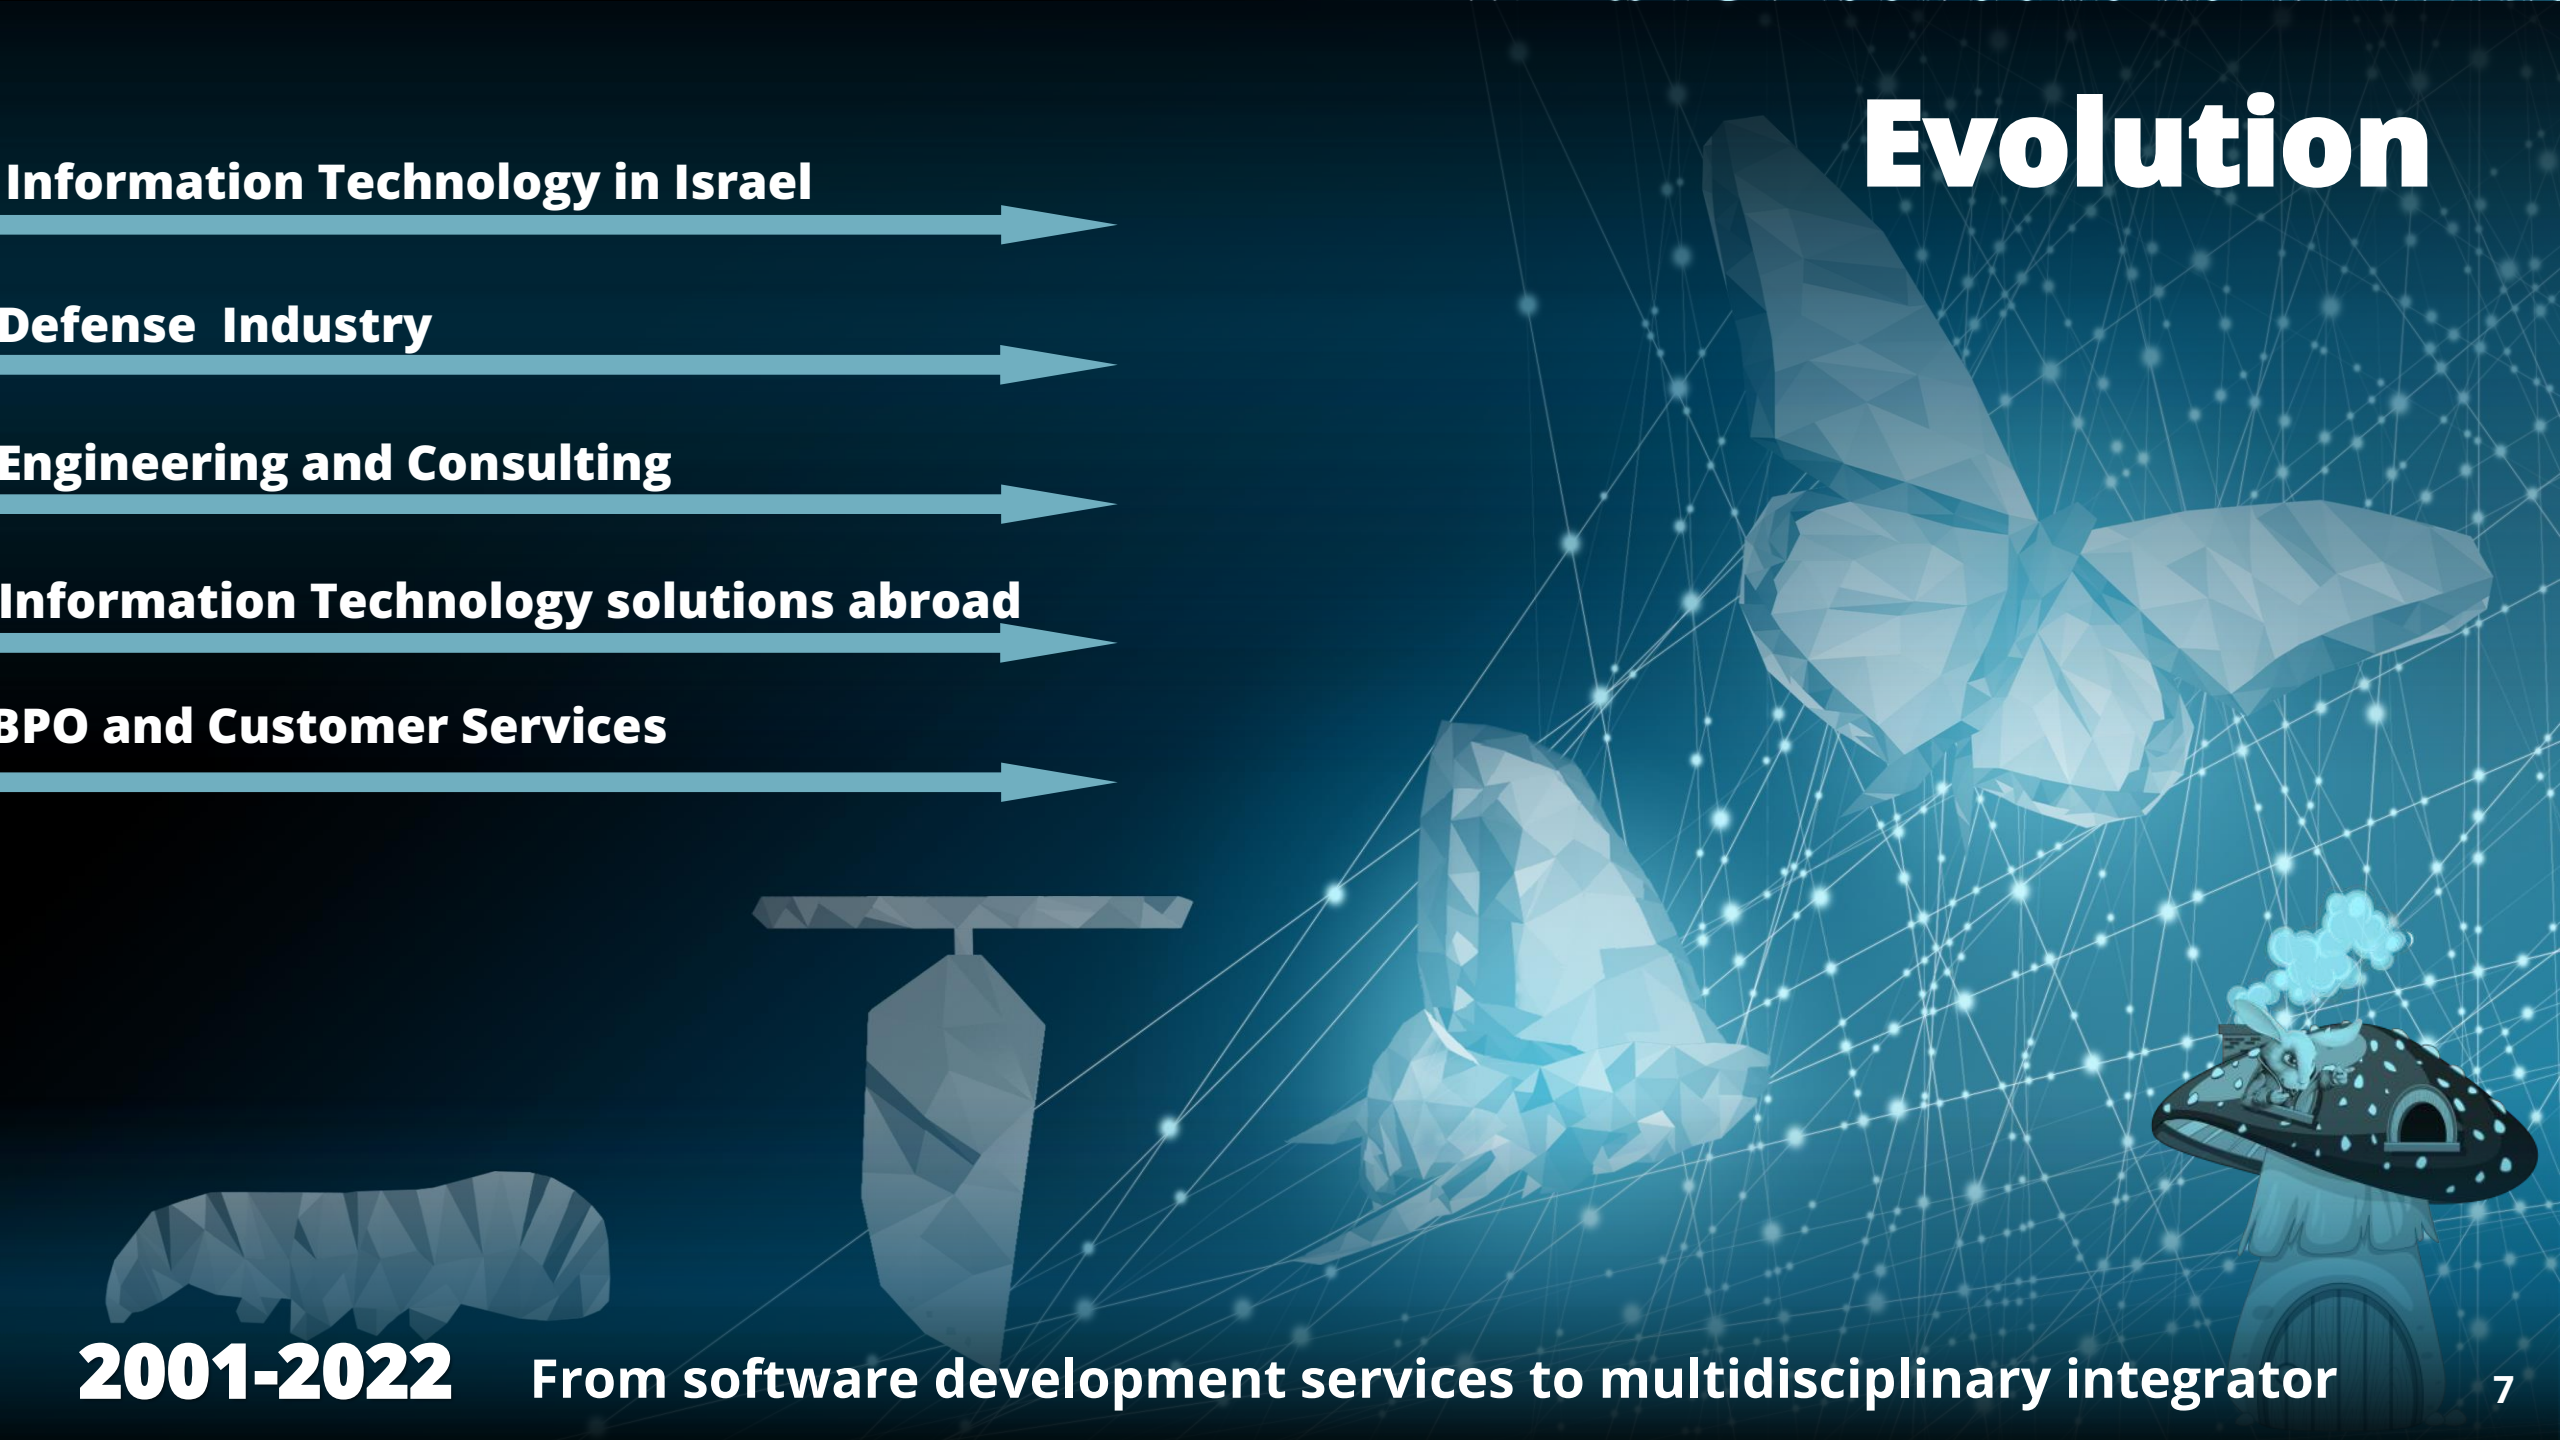 Evolution
Information Technology in Israel
Defense  Industry
Engineering and Consulting
Information Technology solutions abroad
BPO and Customer Services
2001-2022
From software development services to multidisciplinary integrator
7